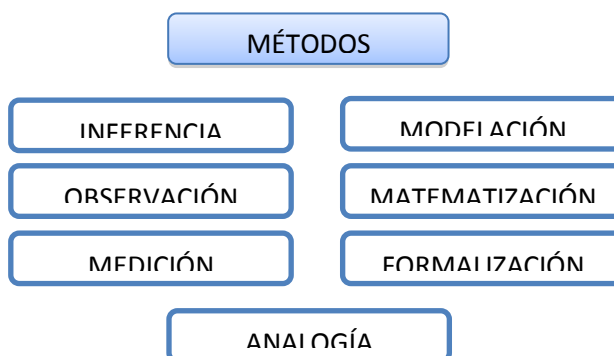 MÉTODOS
INFERENCIA
MODELACIÓN
OBSERVACIÓN
MATEMATIZACIÓN
MEDICIÓN
FORMALIZACIÓN
ANALOGÍA